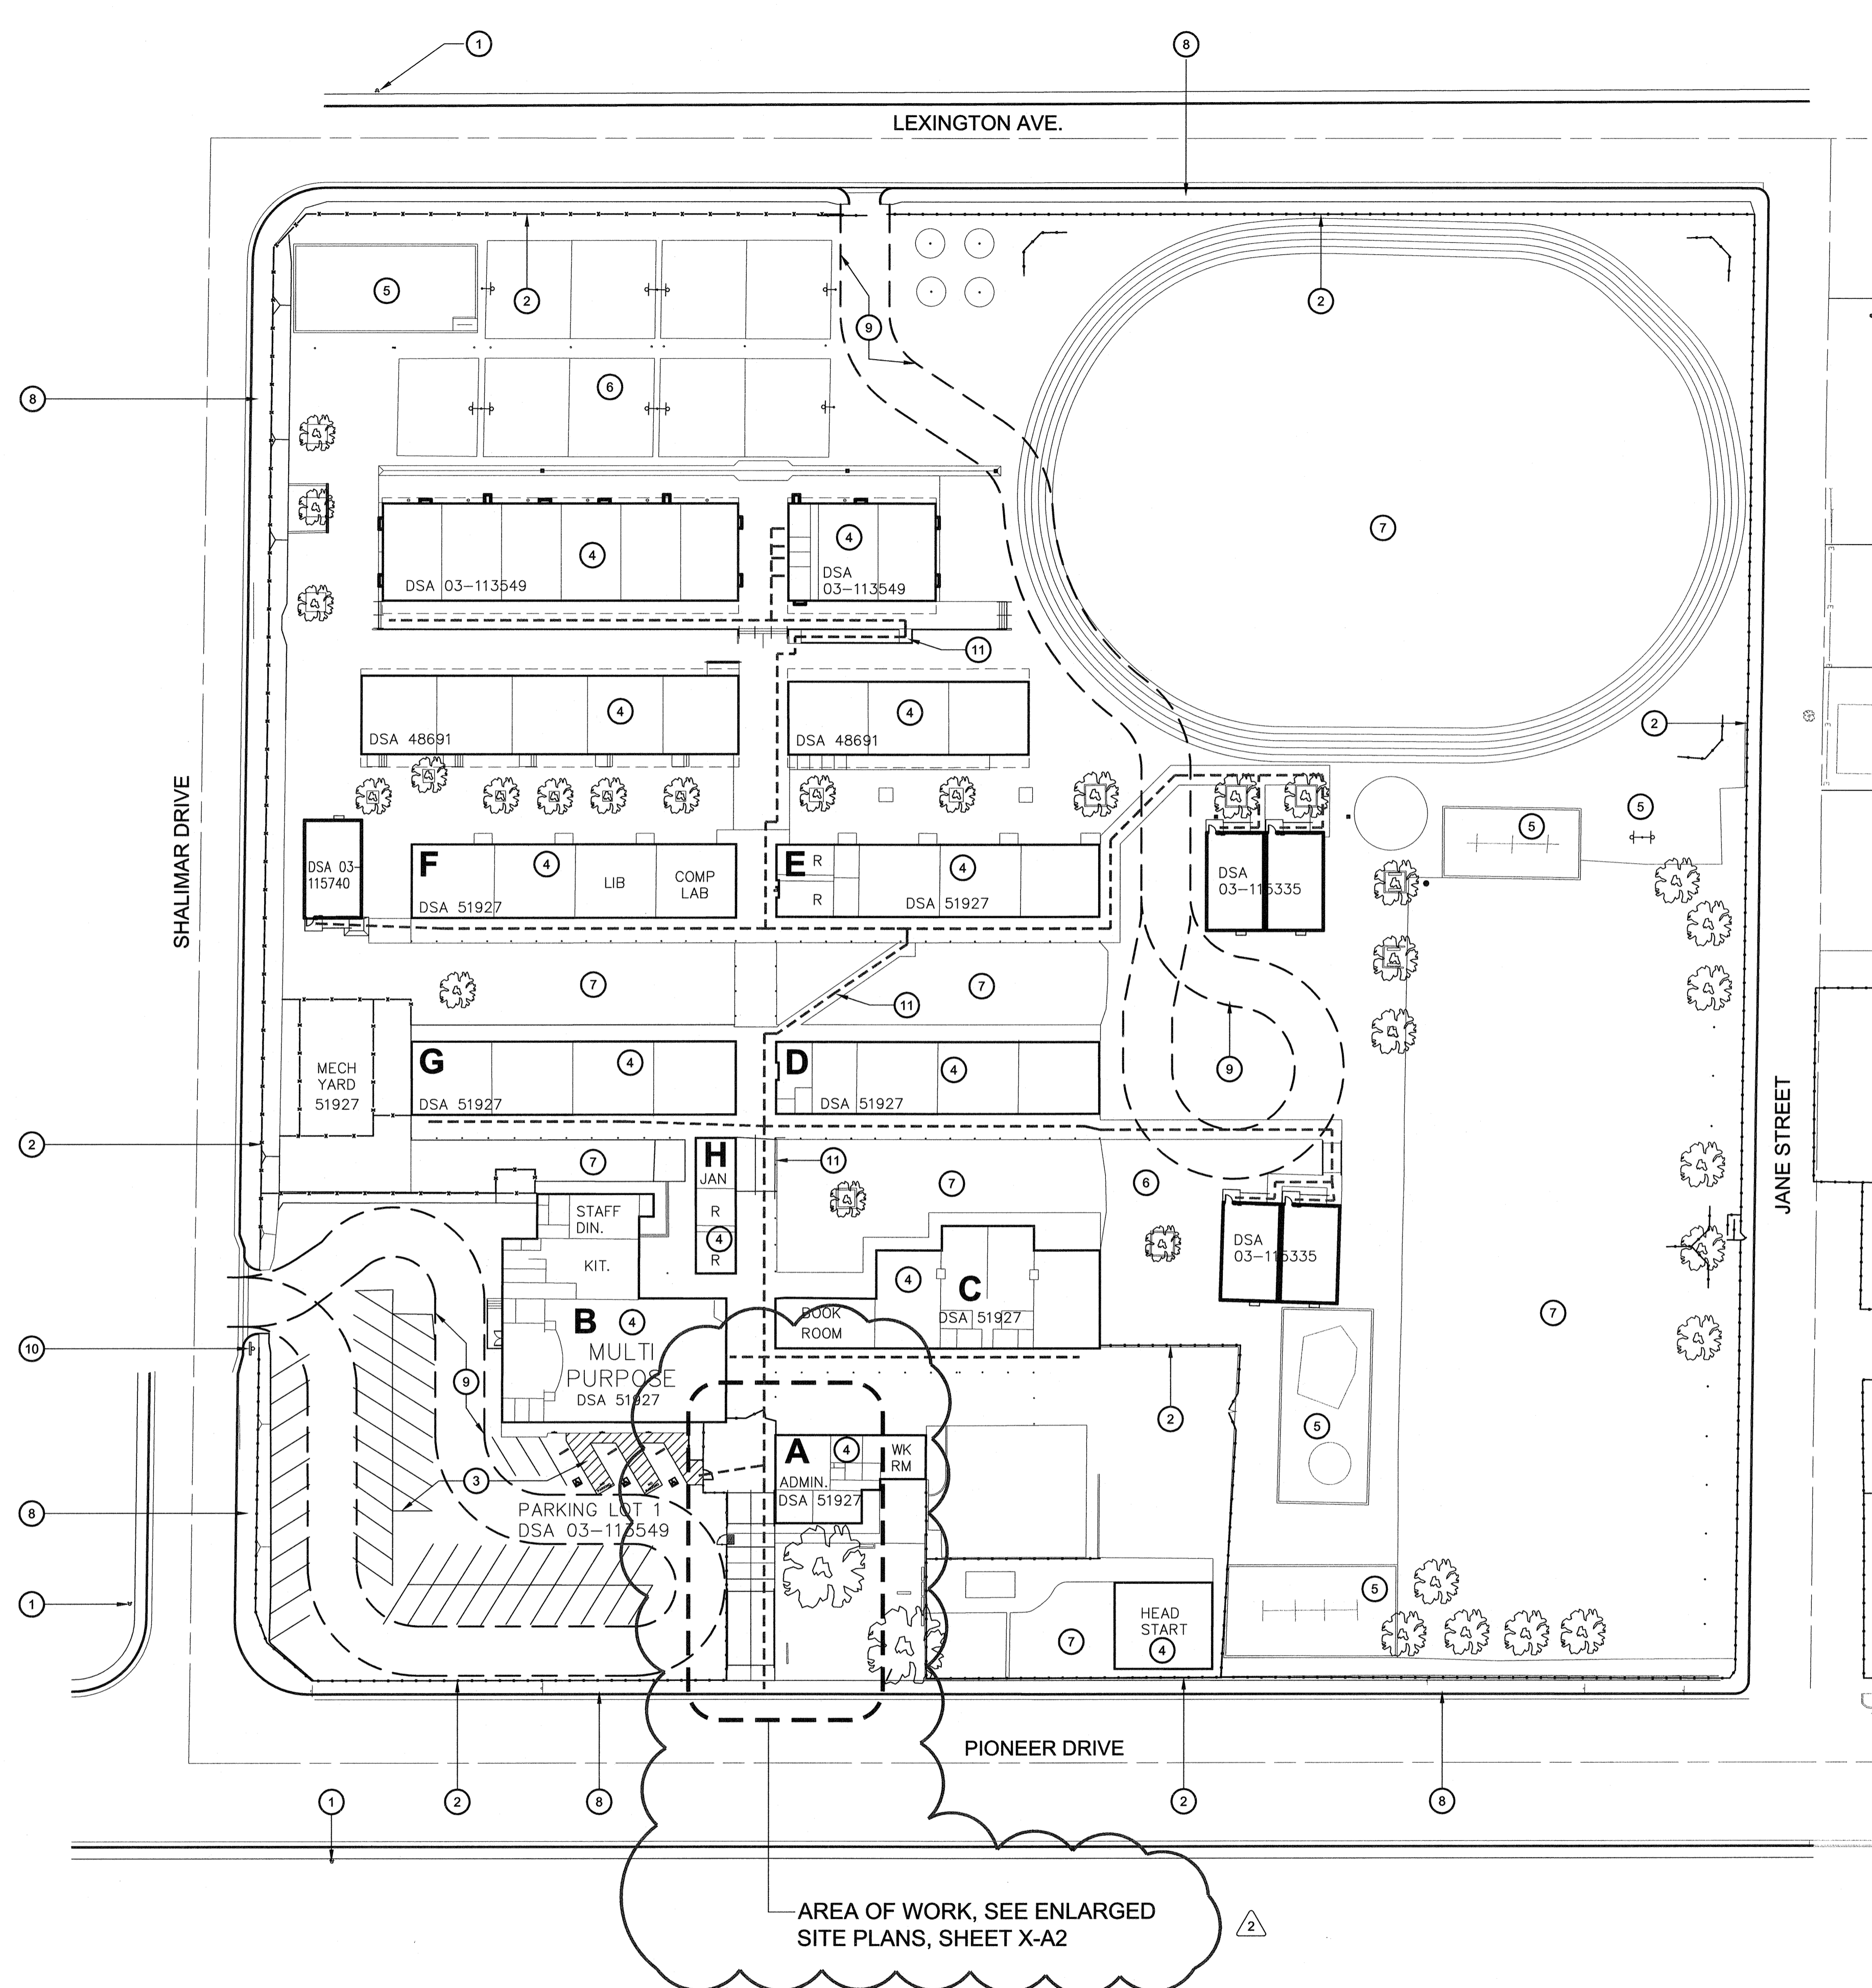 1
8
LEXINGTON AVE.
5
2
2
9
8
6
7
4
DSA 03-113549
4
DSA
03-113549
11
4
DSA 48691
4
DSA 48691
2
5
5
SHALIMAR DRIVE
DSA 03-
115740
F
4
LIB
COMP
LAB
DSA 51927
E
R
R
4
DSA 51927
DSA
03-115335
7
7
11
MECH
YARD
51927
G
4
DSA 51927
D
4
DSA 51927
9
JANE STREET
2
7
H
JAN
R
4
R
11
7
6
STAFF
DIN.
KIT.
B
4
MULTI
PURPOSE
DSA 51927
4
C
BOOK
ROOM
DSA 51927
DSA
03-115335
7
10
9
2
5
3
A
4
WK
RM
ADMIN.
DSA 51927
PARKING LOT 1
DSA 03-113549
8
1
5
HEAD
START
4
7
PIONEER DRIVE
1
2
8
2
8
AREA OF WORK, SEE ENLARGED
SITE PLANS, SHEET X-A2
2